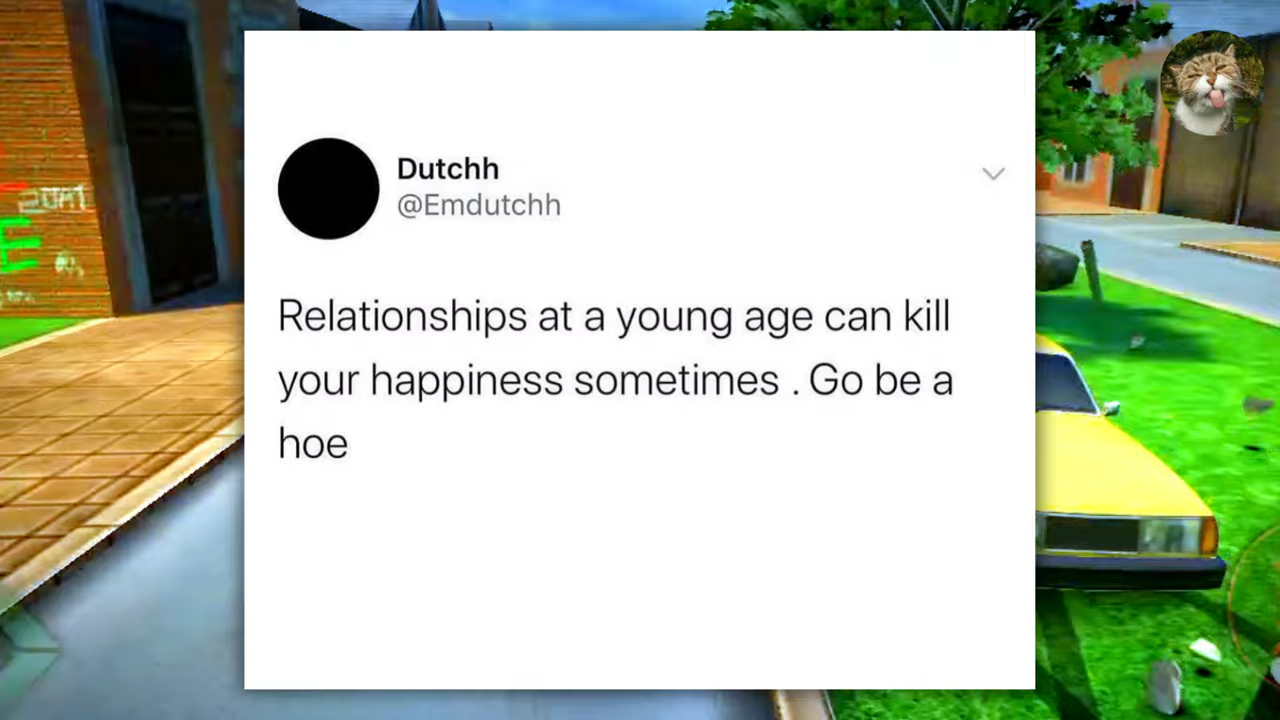 Dutchh
@Emdutchh
Relationships at a young age can kill
your happiness sometimes . Go be a
hoe
E